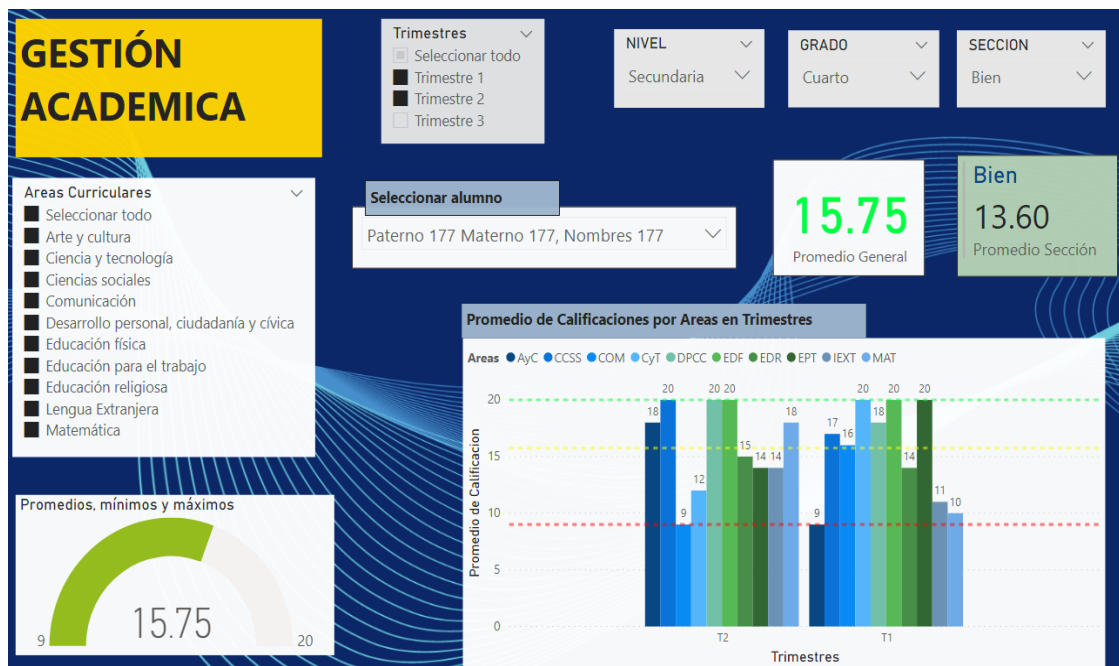 GESTIÓN
ACADEMICA
Trimestres
Seleccionar todo
Trimestre 1
Trimestre 2
Trimestre 3
NIVEL
Secundaria
GRADO
Cuarto
SECCION
Bien
Areas Curriculares
Seleccionar todo
Arte y cultura
Ciencia y tecnología
Ciencias sociales
Comunicación
Desarrollo personal, ciudadanía y cívica
Educación física
Educación para el trabajo
Educación religiosa
Lengua Extranjera
Matemática
Seleccionar alumno
Paterno 177 Materno 177, Nombres 177
15.75
Promedio General
Bien
13.60
Promedio Sección
Promedios, mínimos y máximos
15.75
9
20
Promedio de Calificaciones por Areas en Trimestres
Areas AyC CCSS COM CyT DPCC EDF EDR EPT IEXT MAT
Promedio de Calificacion
20
15
10
5
0
18 20 9 12 20 20 15 14 14 18
9 17 16 20 18 20 14 20 11 10
T2 T1
Trimestres